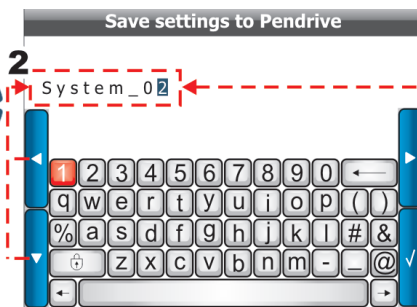 Save settings to Pendrive
2
System_02
1 2 3 4 5 6 7 8 9 0
q w e r t y u i o p ( )
% a s d f g h j k l # &
z x c v b n m - _ @